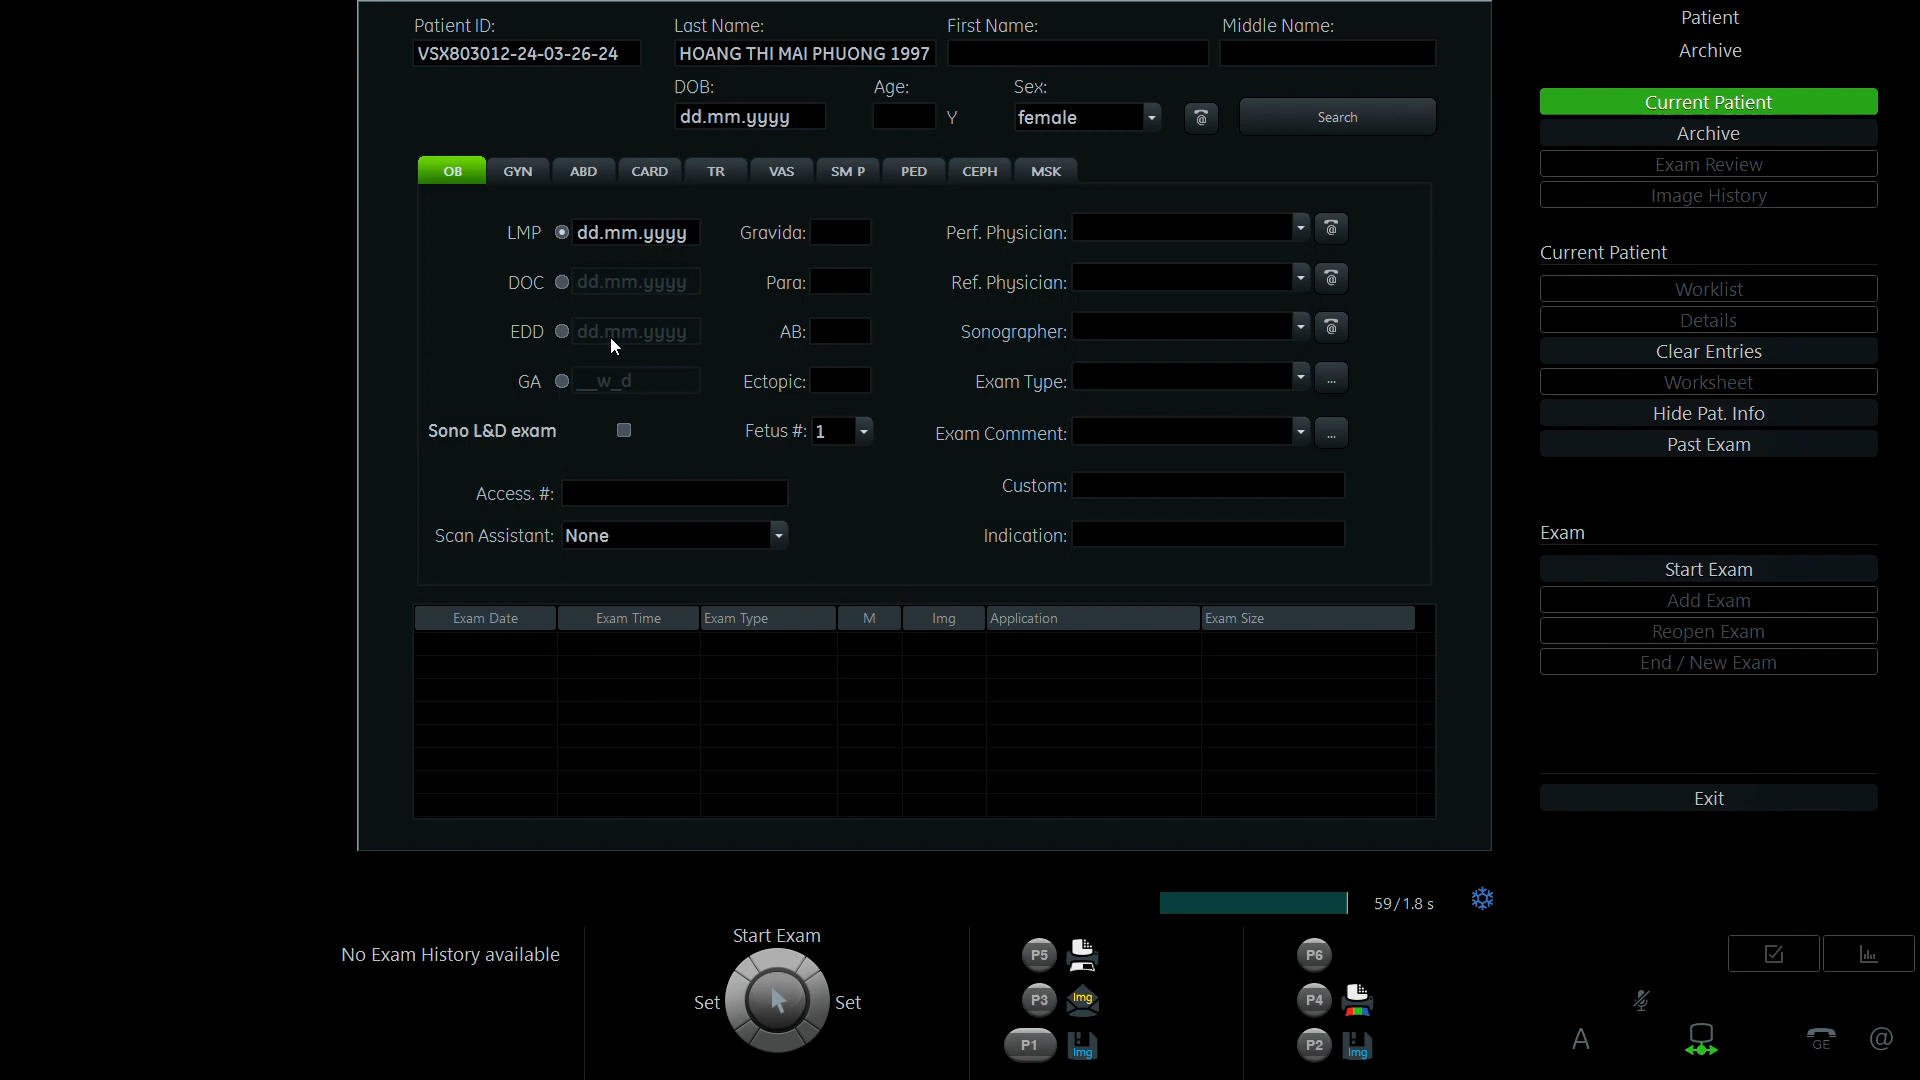 Patient ID: Last Name: First Name: Middle Name:
VSX803012-24-03-26-24 HOANG THI MAI PHUONG 1997
DOB: Age: Sex:
dd.mm.yyyy Y female @ Search
OB GYN ABD CARD TR VAS SM P PED CEPH MSK
LMP dd.mm.yyyy Gravida: Perf. Physician: @
DOC dd.mm.yyyy Para: Ref. Physician: @
EDD dd.mm.yyyy AB: Sonographer: @
GA __w_d Ectopic: Exam Type: ...
Sono L&D exam Fetus #: 1 Exam Comment: ...
Access. #: Custom:
Scan Assistant: None Indication:
Exam Date Exam Time Exam Type M Img Application Exam Size
Patient
Archive
Current Patient
Archive
Exam Review
Image History
Current Patient
Worklist
Details
Clear Entries
Worksheet
Hide Pat. Info
Past Exam
Exam
Start Exam
Add Exam
Reopen Exam
End / New Exam
Exit
59/1.8 s
No Exam History available
Start Exam
Set Set
P5 P6
P3 Img P4
P1 Img P2 Img
A GE @